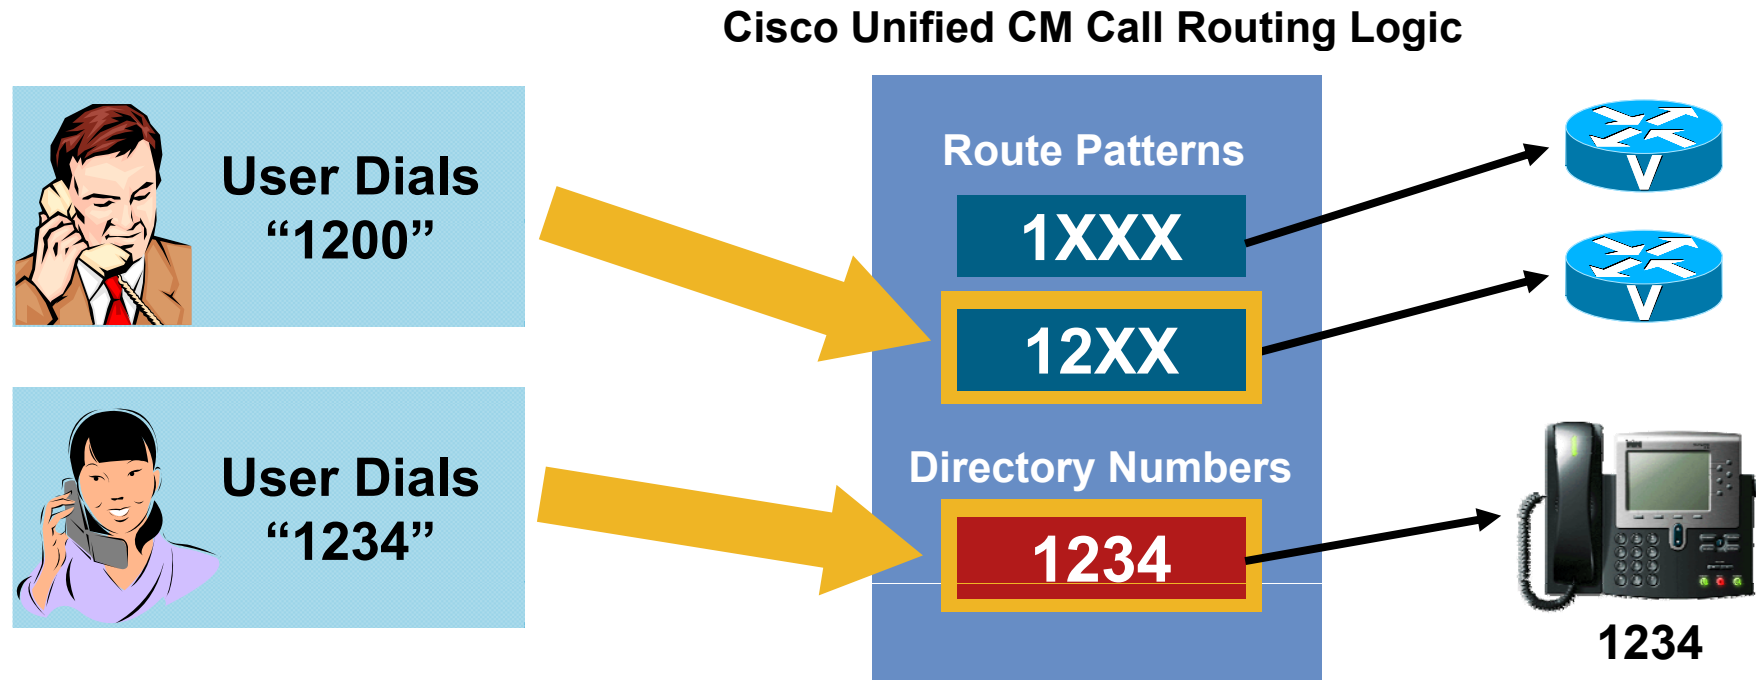 Cisco Unified CM Call Routing Logic
User Dials
“1200”
User Dials
“1234”
Route Patterns
1XXX
12XX
Directory Numbers
1234
V
V
1234